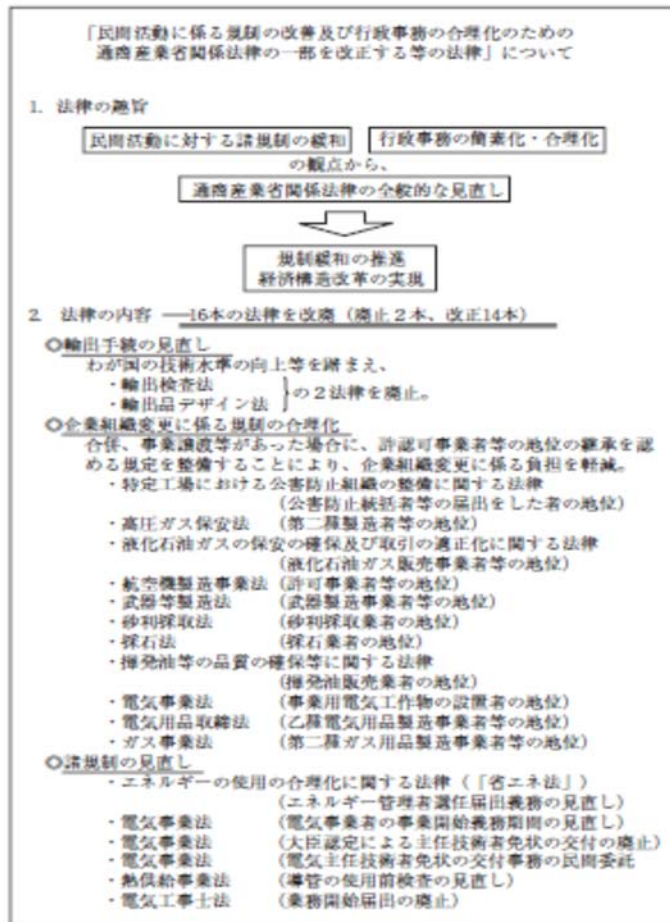 「民間活動に係る規制の改善及び行政事務の合理化のための
通商産業省関係法律の一部を改正する等の法律」について
1. 法律の趣旨
民間活動に対する諸規制の緩和 行政事務の簡素化・合理化
の観点から、
通商産業省関係法律の全般的な見直し
規制緩和の推進
経済構造改革の実現
2 法律の内容 ―16本の法律を改廃（廃止２本、改正14本）
◎輸出手続の見直し
わが国の技術水準の向上等を踏まえ、
・輸出検査法
・輸出品デザイン法 } の２法律を廃止。
◎企業組織変更に係る規制の合理化
合併、事業譲渡等があった場合に、許認可事業者等の地位の継承を認
める規定を整備することにより、企業組織変更に係る負担を軽減。
・特定工場における公害防止組織の整備に関する法律
(公害防止統括者等の届出をした者の地位)
・高圧ガス保安法 (第二種製造者等の地位)
・液化石油ガスの保安の確保及び取引の適正化に関する法律
(液化石油ガス販売事業者等の地位)
・航空機製造事業法 (許可事業者等の地位)
・武器等製造法 (武器製造事業者等の地位)
・砂利採取法 (砂利採取業者の地位)
・採石法 (採石業者の地位)
・揮発油等の品質の確保等に関する法律
(揮発油販売業者の地位)
・電気事業法 (事業用電気工作物の設置者の地位)
・電気用品取締法 (乙種電気用品製造事業者等の地位)
・ガス事業法 (第二種ガス用品製造事業者等の地位)
◎諸規制の見直し
・エネルギーの使用の合理化に関する法律（「省エネ法」）
(エネルギー管理者選任届出義務の見直し)
・電気事業法 (電気事業者の事業開始義務期間の見直し)
・電気事業法 (大臣認定による主任技術者免状の交付の廃止)
・電気事業法 (電気主任技術者免状の交付事務の民間委託
・熱供給事業法 (導管の使用前検査の見直し)
・電気工事士法 (業務開始届出の廃止)